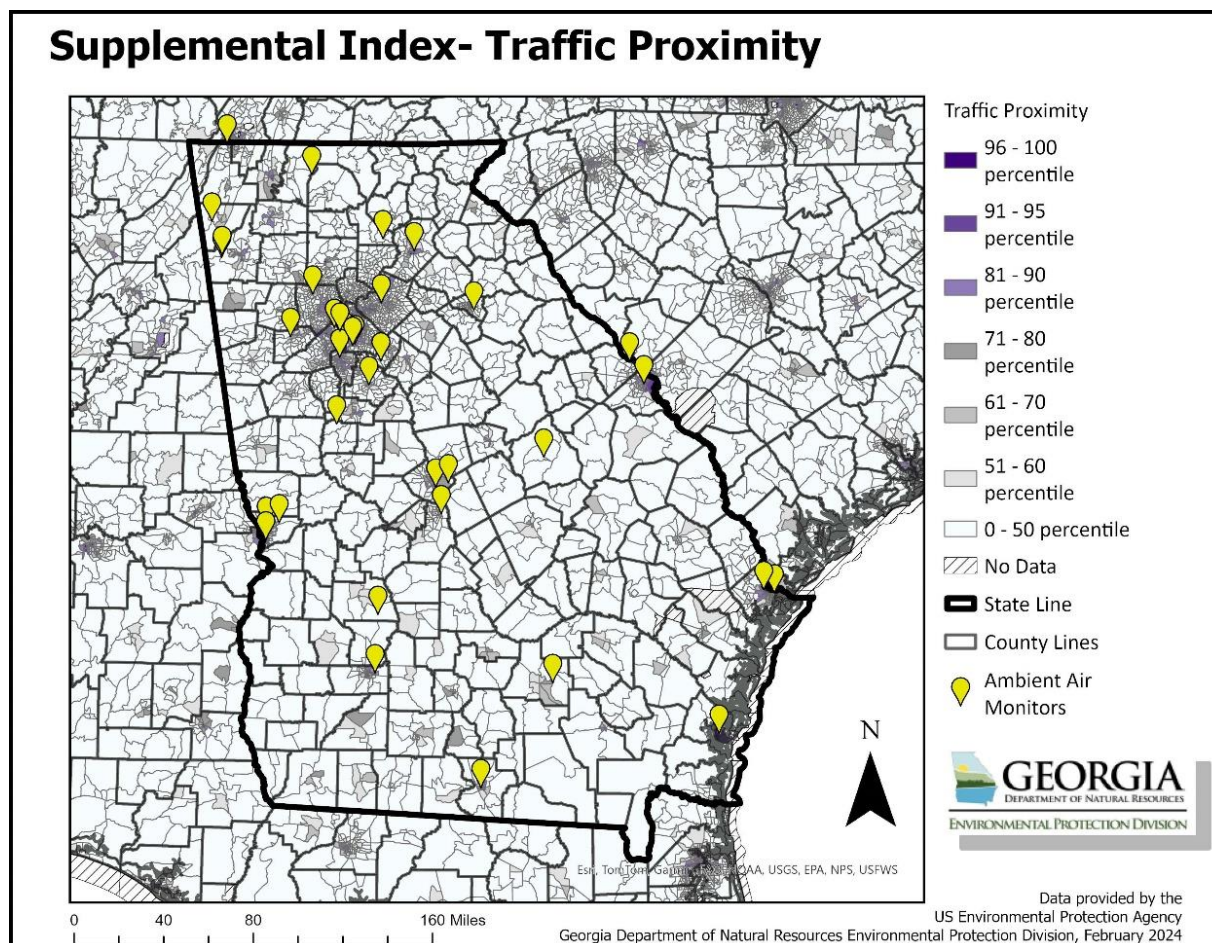 Supplemental Index- Traffic Proximity
Traffic Proximity
96 - 100
percentile
91 - 95
percentile
81 - 90
percentile
71 - 80
percentile
61 - 70
percentile
51 - 60
percentile
0 - 50 percentile
No Data
State Line
County Lines
Ambient Air
Monitors
N
GEORGIA
DEPARTMENT OF NATURAL RESOURCES
ENVIRONMENTAL PROTECTION DIVISION
Esri, TomTom, USGS, EPA, NPS, USFWS
0 40 80 160 Miles
Data provided by the
US Environmental Protection Agency
Georgia Department of Natural Resources Environmental Protection Division, February 2024